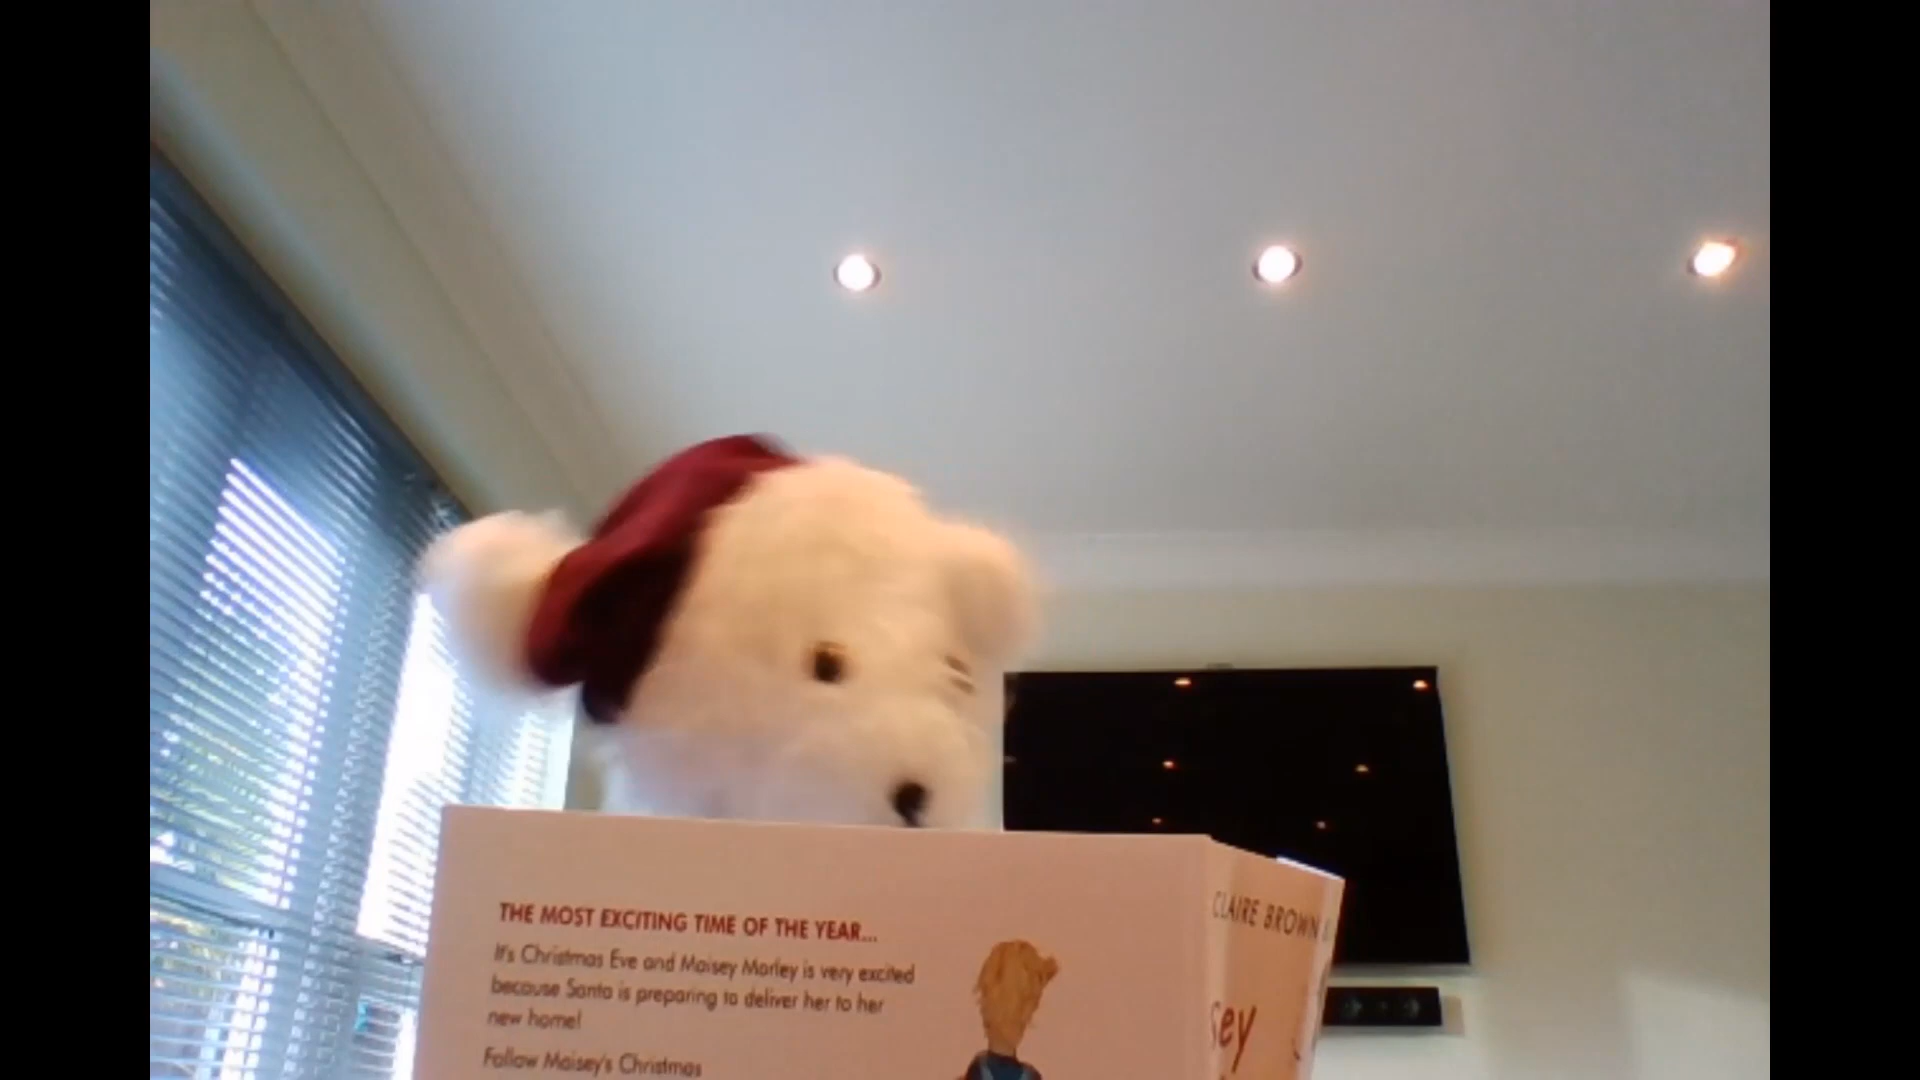 THE MOST EXCITING TIME OF THE YEAR...
It's Christmas Eve and Maisey Marley is very excited
because Santa is preparing to deliver her to her
new home!
Follow Maisey's Christmas
CLAIRE BROWN
sey